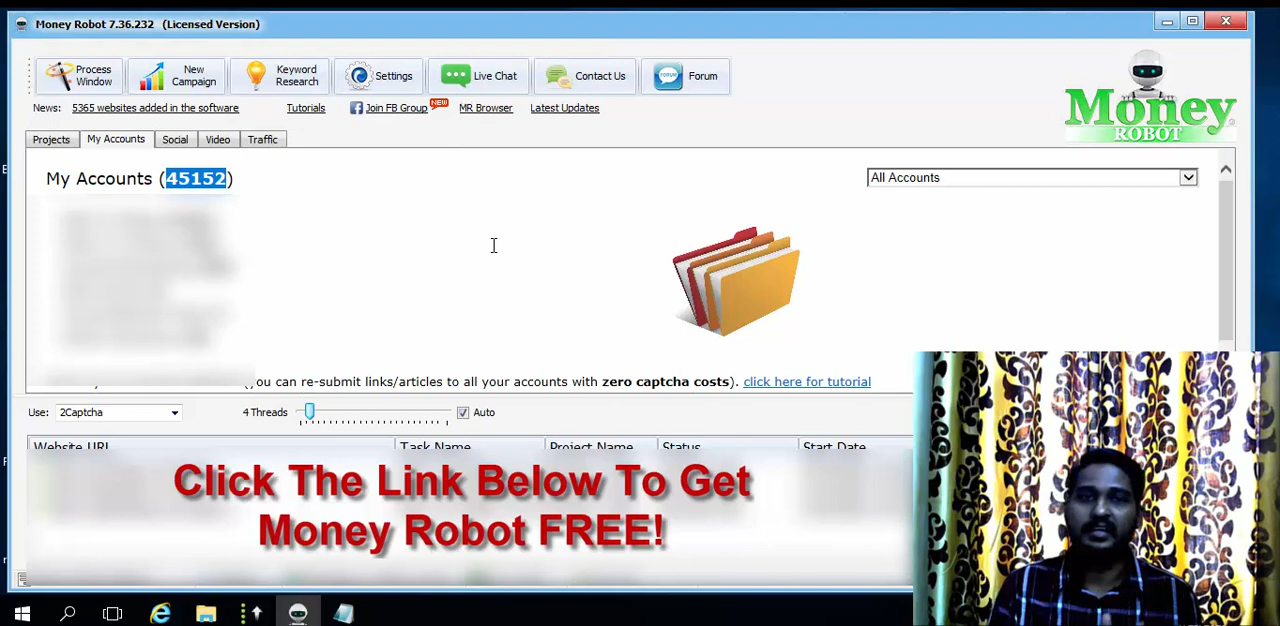 Money Robot 7.36.232 (Licensed Version)
Process Window
New Campaign
Keyword Research
Settings
Live Chat
Contact Us
FORUM
Forum
News: 5365 websites added in the software Tutorials Join FB Group NEW MR Browser Latest Updates
Money
ROBOT
Projects My Accounts Social Video Traffic
My Accounts (45152)
All Accounts
you can re-submit links/articles to all your accounts with zero captcha costs). click here for tutorial
Use: 2Captcha 4 Threads Auto
Website URL Task Name Project Name Status Start Date
Click The Link Below To Get
Money Robot FREE!